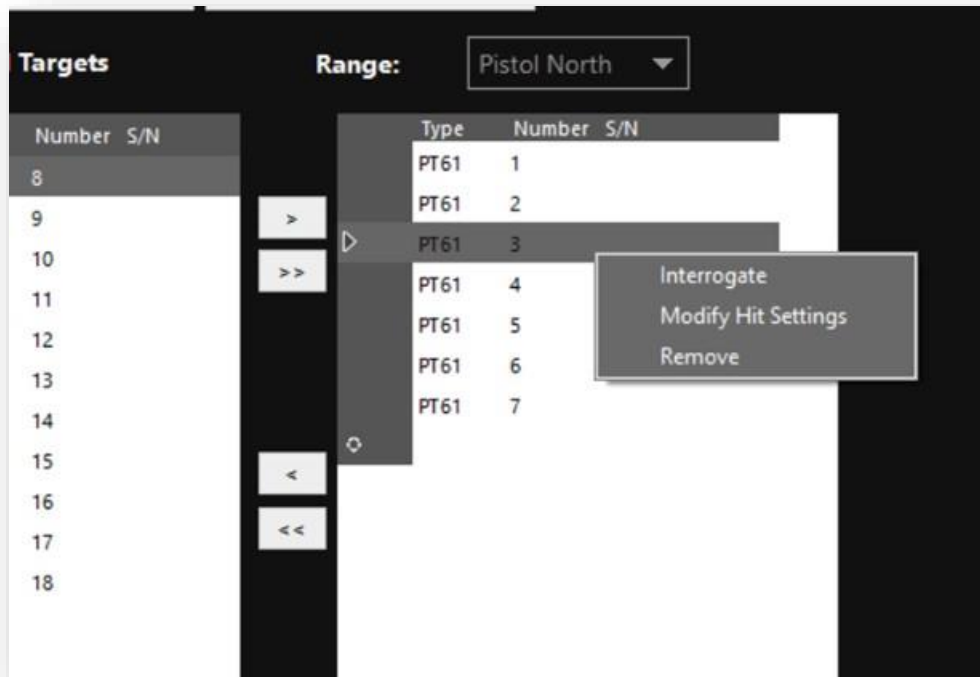 Targets
Range: Pistol North
Number S/N
8
9
10
11
12
13
14
15
16
17
18
>
>>
<
<<
Type Number S/N
PT61 1
PT61 2
PT61 3
PT61 4
PT61 5
PT61 6
PT61 7
Interrogate
Modify Hit Settings
Remove